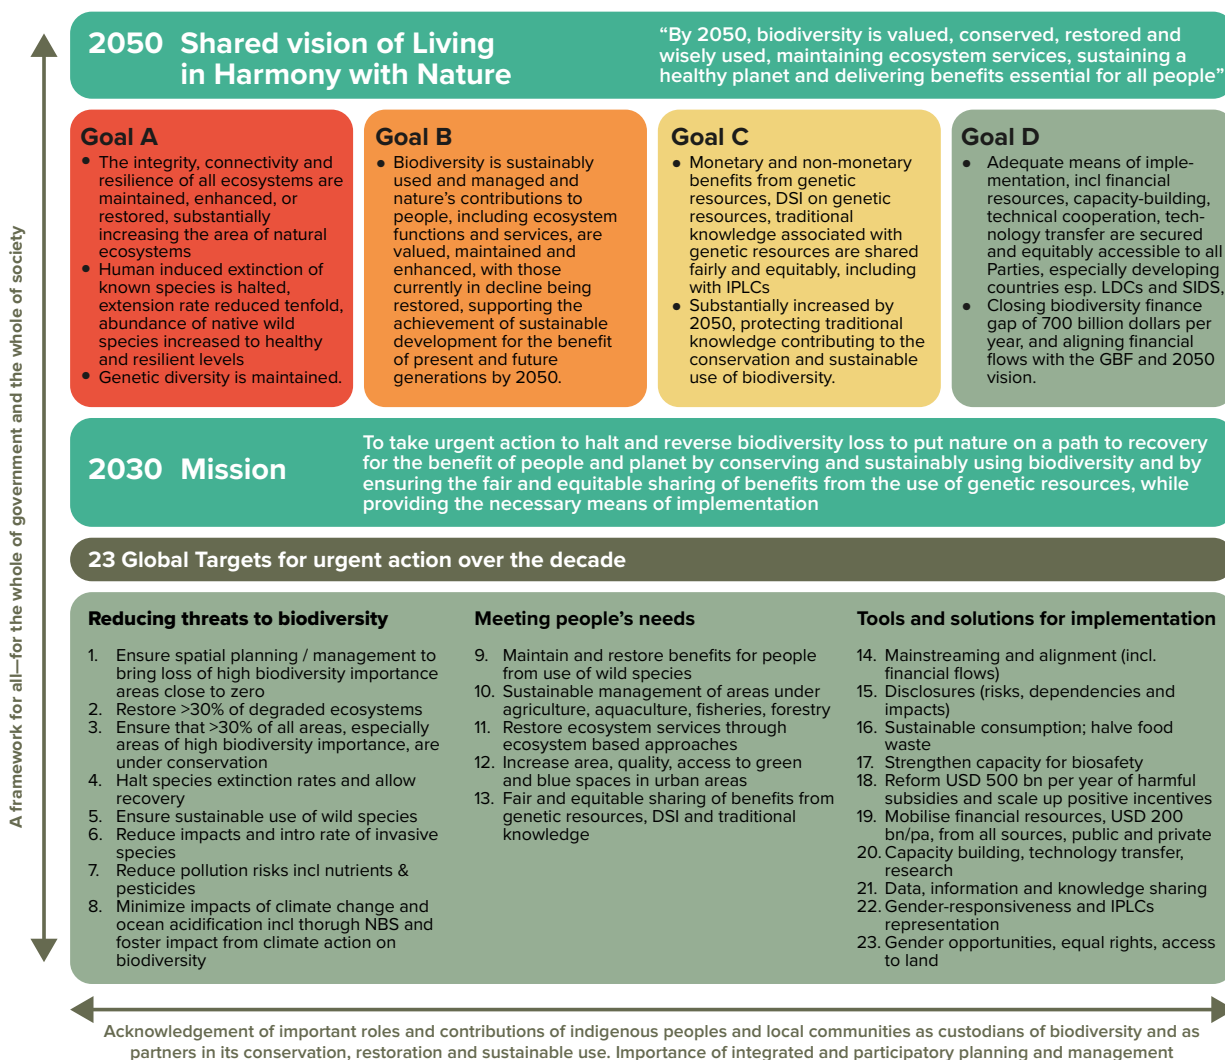 2050 Shared vision of Living
in Harmony with Nature
“By 2050, biodiversity is valued, conserved, restored and
wisely used, maintaining ecosystem services, sustaining a
healthy planet and delivering benefits essential for all people”
Goal A
• The integrity, connectivity and
resilience of all ecosystems are
maintained, enhanced, or
restored, substantially
increasing the area of natural
ecosystems
• Human induced extinction of
known species is halted,
extension rate reduced tenfold,
abundance of native wild
species increased to healthy
and resilient levels
• Genetic diversity is maintained.
Goal B
• Biodiversity is sustainably
used and managed and
nature’s contributions to
people, including ecosystem
functions and services, are
valued, maintained and
enhanced, with those
currently in decline being
restored, supporting the
achievement of sustainable
development for the benefit
of present and future
generations by 2050.
Goal C
• Monetary and non-monetary
benefits from genetic
resources, DSI on genetic
resources, traditional
knowledge associated with
genetic resources are shared
fairly and equitably, including
with IPLCs
• Substantially increased by
2050, protecting traditional
knowledge contributing to the
conservation and sustainable
use of biodiversity.
Goal D
• Adequate means of imple-
mentation, incl financial
resources, capacity-building,
technical cooperation, tech-
nology transfer are secured
and equitably accessible to all
Parties, especially developing
countries esp. LDCs and SIDS,
• Closing biodiversity finance
gap of 700 billion dollars per
year, and aligning financial
flows with the GBF and 2050
vision.
2030 Mission
To take urgent action to halt and reverse biodiversity loss to put nature on a path to recovery
for the benefit of people and planet by conserving and sustainably using biodiversity and by
ensuring the fair and equitable sharing of benefits from the use of genetic resources, while
providing the necessary means of implementation
23 Global Targets for urgent action over the decade
Reducing threats to biodiversity
1. Ensure spatial planning / management to
bring loss of high biodiversity importance
areas close to zero
2. Restore >30% of degraded ecosystems
3. Ensure that >30% of all areas, especially
areas of high biodiversity importance, are
under conservation
4. Halt species extinction rates and allow
recovery
5. Ensure sustainable use of wild species
6. Reduce impacts and intro rate of invasive
species
7. Reduce pollution risks incl nutrients &
pesticides
8. Minimize impacts of climate change and
ocean acidification incl thorugh NBS and
foster impact from climate action on
biodiversity
Meeting people’s needs
9. Maintain and restore benefits for people
from use of wild species
10. Sustainable management of areas under
agriculture, aquaculture, fisheries, forestry
11. Restore ecosystem services through
ecosystem based approaches
12. Increase area, quality, access to green
and blue spaces in urban areas
13. Fair and equitable sharing of benefits from
genetic resources, DSI and traditional
knowledge
Tools and solutions for implementation
14. Mainstreaming and alignment (incl.
financial flows)
15. Disclosures (risks, dependencies and
impacts)
16. Sustainable consumption; halve food
waste
17. Strengthen capacity for biosafety
18. Reform USD 500 bn per year of harmful
subsidies and scale up positive incentives
19. Mobilise financial resources, USD 200
bn/pa, from all sources, public and private
20. Capacity building, technology transfer,
research
21. Data, information and knowledge sharing
22. Gender-responsiveness and IPLCs
representation
23. Gender opportunities, equal rights, access
to land
A framework for all—for the whole of government and the whole of society
Acknowledgement of important roles and contributions of indigenous peoples and local communities as custodians of biodiversity and as
partners in its conservation, restoration and sustainable use. Importance of integrated and participatory planning and management